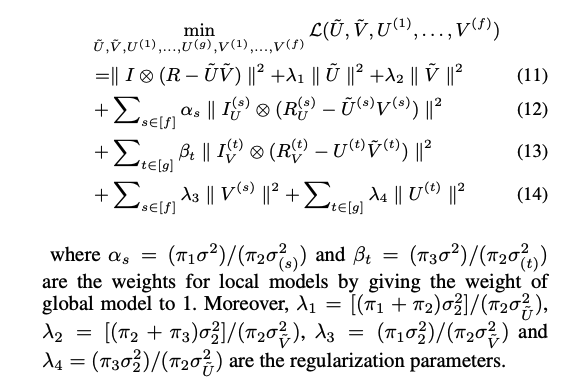 min
Ũ,Ṽ,U^(1),...,U^(g),V^(1),...,V^(f) ℒ(Ũ, Ṽ, U^(1), . . . , V^(f))
=‖ I ⊗ (R − ŨṼ) ‖² +λ₁ ‖ Ũ ‖² +λ₂ ‖ Ṽ ‖² (11)
+ ∑_{s∈[f]} α_s ‖ I_U^(s) ⊗ (R_U^(s) − Ũ^(s)V^(s)) ‖² (12)
+ ∑_{t∈[g]} β_t ‖ I_V^(t) ⊗ (R_V^(t) − U^(t)Ṽ^(t)) ‖² (13)
+ ∑_{s∈[f]} λ₃ ‖ V^(s) ‖² + ∑_{t∈[g]} λ₄ ‖ U^(t) ‖² (14)
where α_s = (π₁σ²)/(π₂σ²_(s)) and β_t = (π₃σ²)/(π₂σ²_(t))
are the weights for local models by giving the weight of
global model to 1. Moreover, λ₁ = [(π₁ + π₂)σ₂²]/(π₂σ²_Ũ),
λ₂ = [(π₂ + π₃)σ₂²]/(π₂σ²_Ṽ), λ₃ = (π₁σ₂²)/(π₂σ²_Ṽ) and
λ₄ = (π₃σ₂²)/(π₂σ²_Ũ) are the regularization parameters.